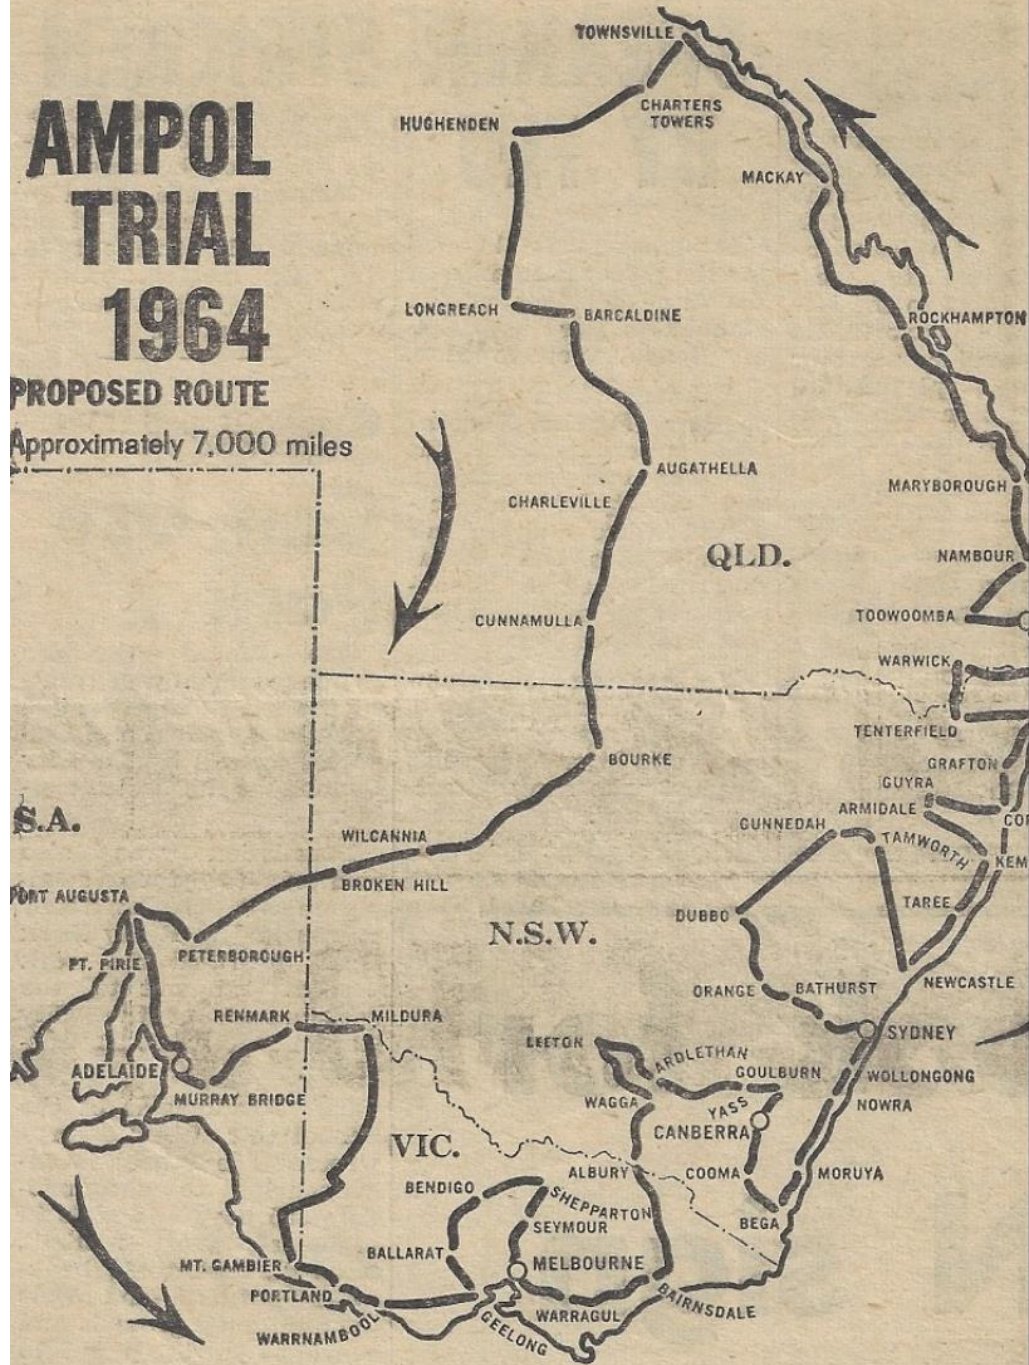 AMPOL
TRIAL
1964
PROPOSED ROUTE
Approximately 7,000 miles
TOWNSVILLE
CHARTERS
TOWERS
HUGHENDEN
MACKAY
LONGREACH
BARCALDINE
ROCKHAMPTON
AUGATHELLA
CHARLEVILLE
MARYBOROUGH
QLD.
NAMBOUR
CUNNAMULLA
TOOWOOMBA
WARWICK
TENTERFIELD
BOURKE
GRAFTON
GUYRA
ARMIDALE
S.A.
GUNNEDAH
COF
WILCANNIA
TAMWORTH
KEM
BROKEN HILL
PORT AUGUSTA
TAREE
DUBBO
N.S.W.
PETERBOROUGH
PT. PIRIE
NEWCASTLE
ORANGE
BATHURST
RENMARK
MILDURA
SYDNEY
LEETON
ARDLETHAN
GOULBURN
ADELAIDE
WOLLONGONG
MURRAY BRIDGE
WAGGA
YASS
NOWRA
CANBERRA
VIC.
ALBURY
COOMA
MORUYA
BENDIGO
SHEPPARTON
BEGA
SEYMOUR
BALLARAT
MT. GAMBIER
MELBOURNE
PORTLAND
BAIRNSDALE
WARRAGUL
WARRNAMBOOL
GEELONG